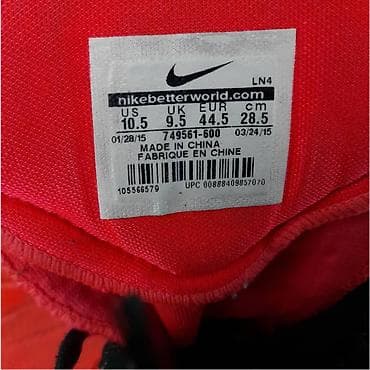 LN4
nikebetterworld.com
US UK EUR cm
10.5 9.5 44.5 28.5
01/28/15 749561-600 03/24/15
MADE IN CHINA
FABRIQUE EN CHINE
105566579 UPC 00888409857070